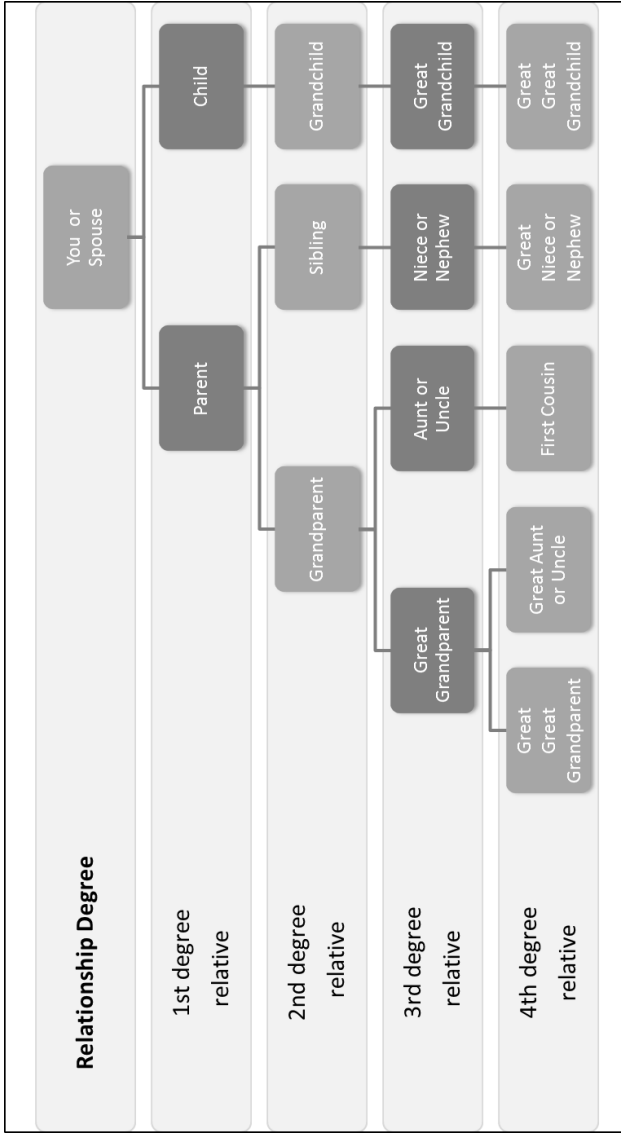 Relationship Degree
You or
Spouse
1st degree
relative
Parent
Child
2nd degree
relative
Grandparent
Sibling
Grandchild
3rd degree
relative
Great
Grandparent
Aunt or
Uncle
Niece or
Nephew
Great
Grandchild
4th degree
relative
Great
Great
Grandparent
Great Aunt
or Uncle
First Cousin
Great
Niece or
Nephew
Great
Great
Grandchild